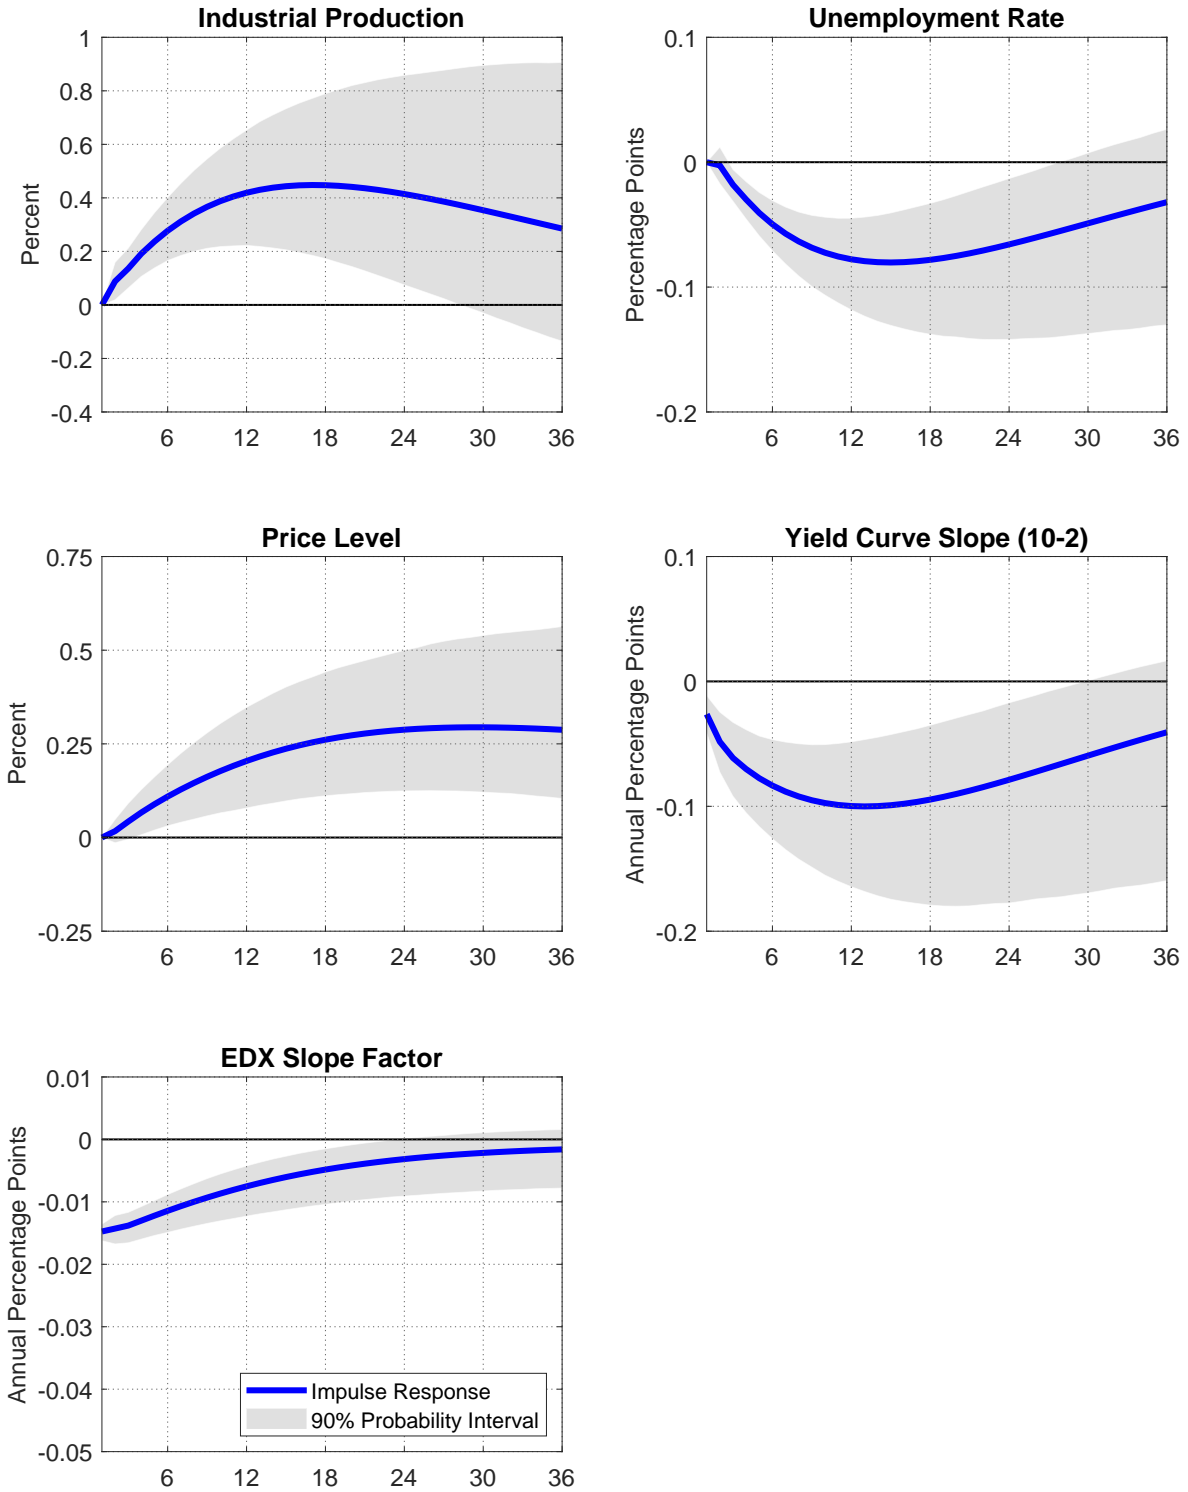 Industrial Production
Percent
1
0.8
0.6
0.4
0.2
0
-0.2
-0.4
6 12 18 24 30 36
Unemployment Rate
Percentage Points
0.1
0
-0.1
-0.2
6 12 18 24 30 36
Price Level
Percent
0.75
0.5
0.25
0
-0.25
6 12 18 24 30 36
Yield Curve Slope (10-2)
Annual Percentage Points
0.1
0
-0.1
-0.2
6 12 18 24 30 36
EDX Slope Factor
Annual Percentage Points
0.01
0
-0.01
-0.02
-0.03
-0.04
-0.05
Impulse Response
90% Probability Interval
6 12 18 24 30 36